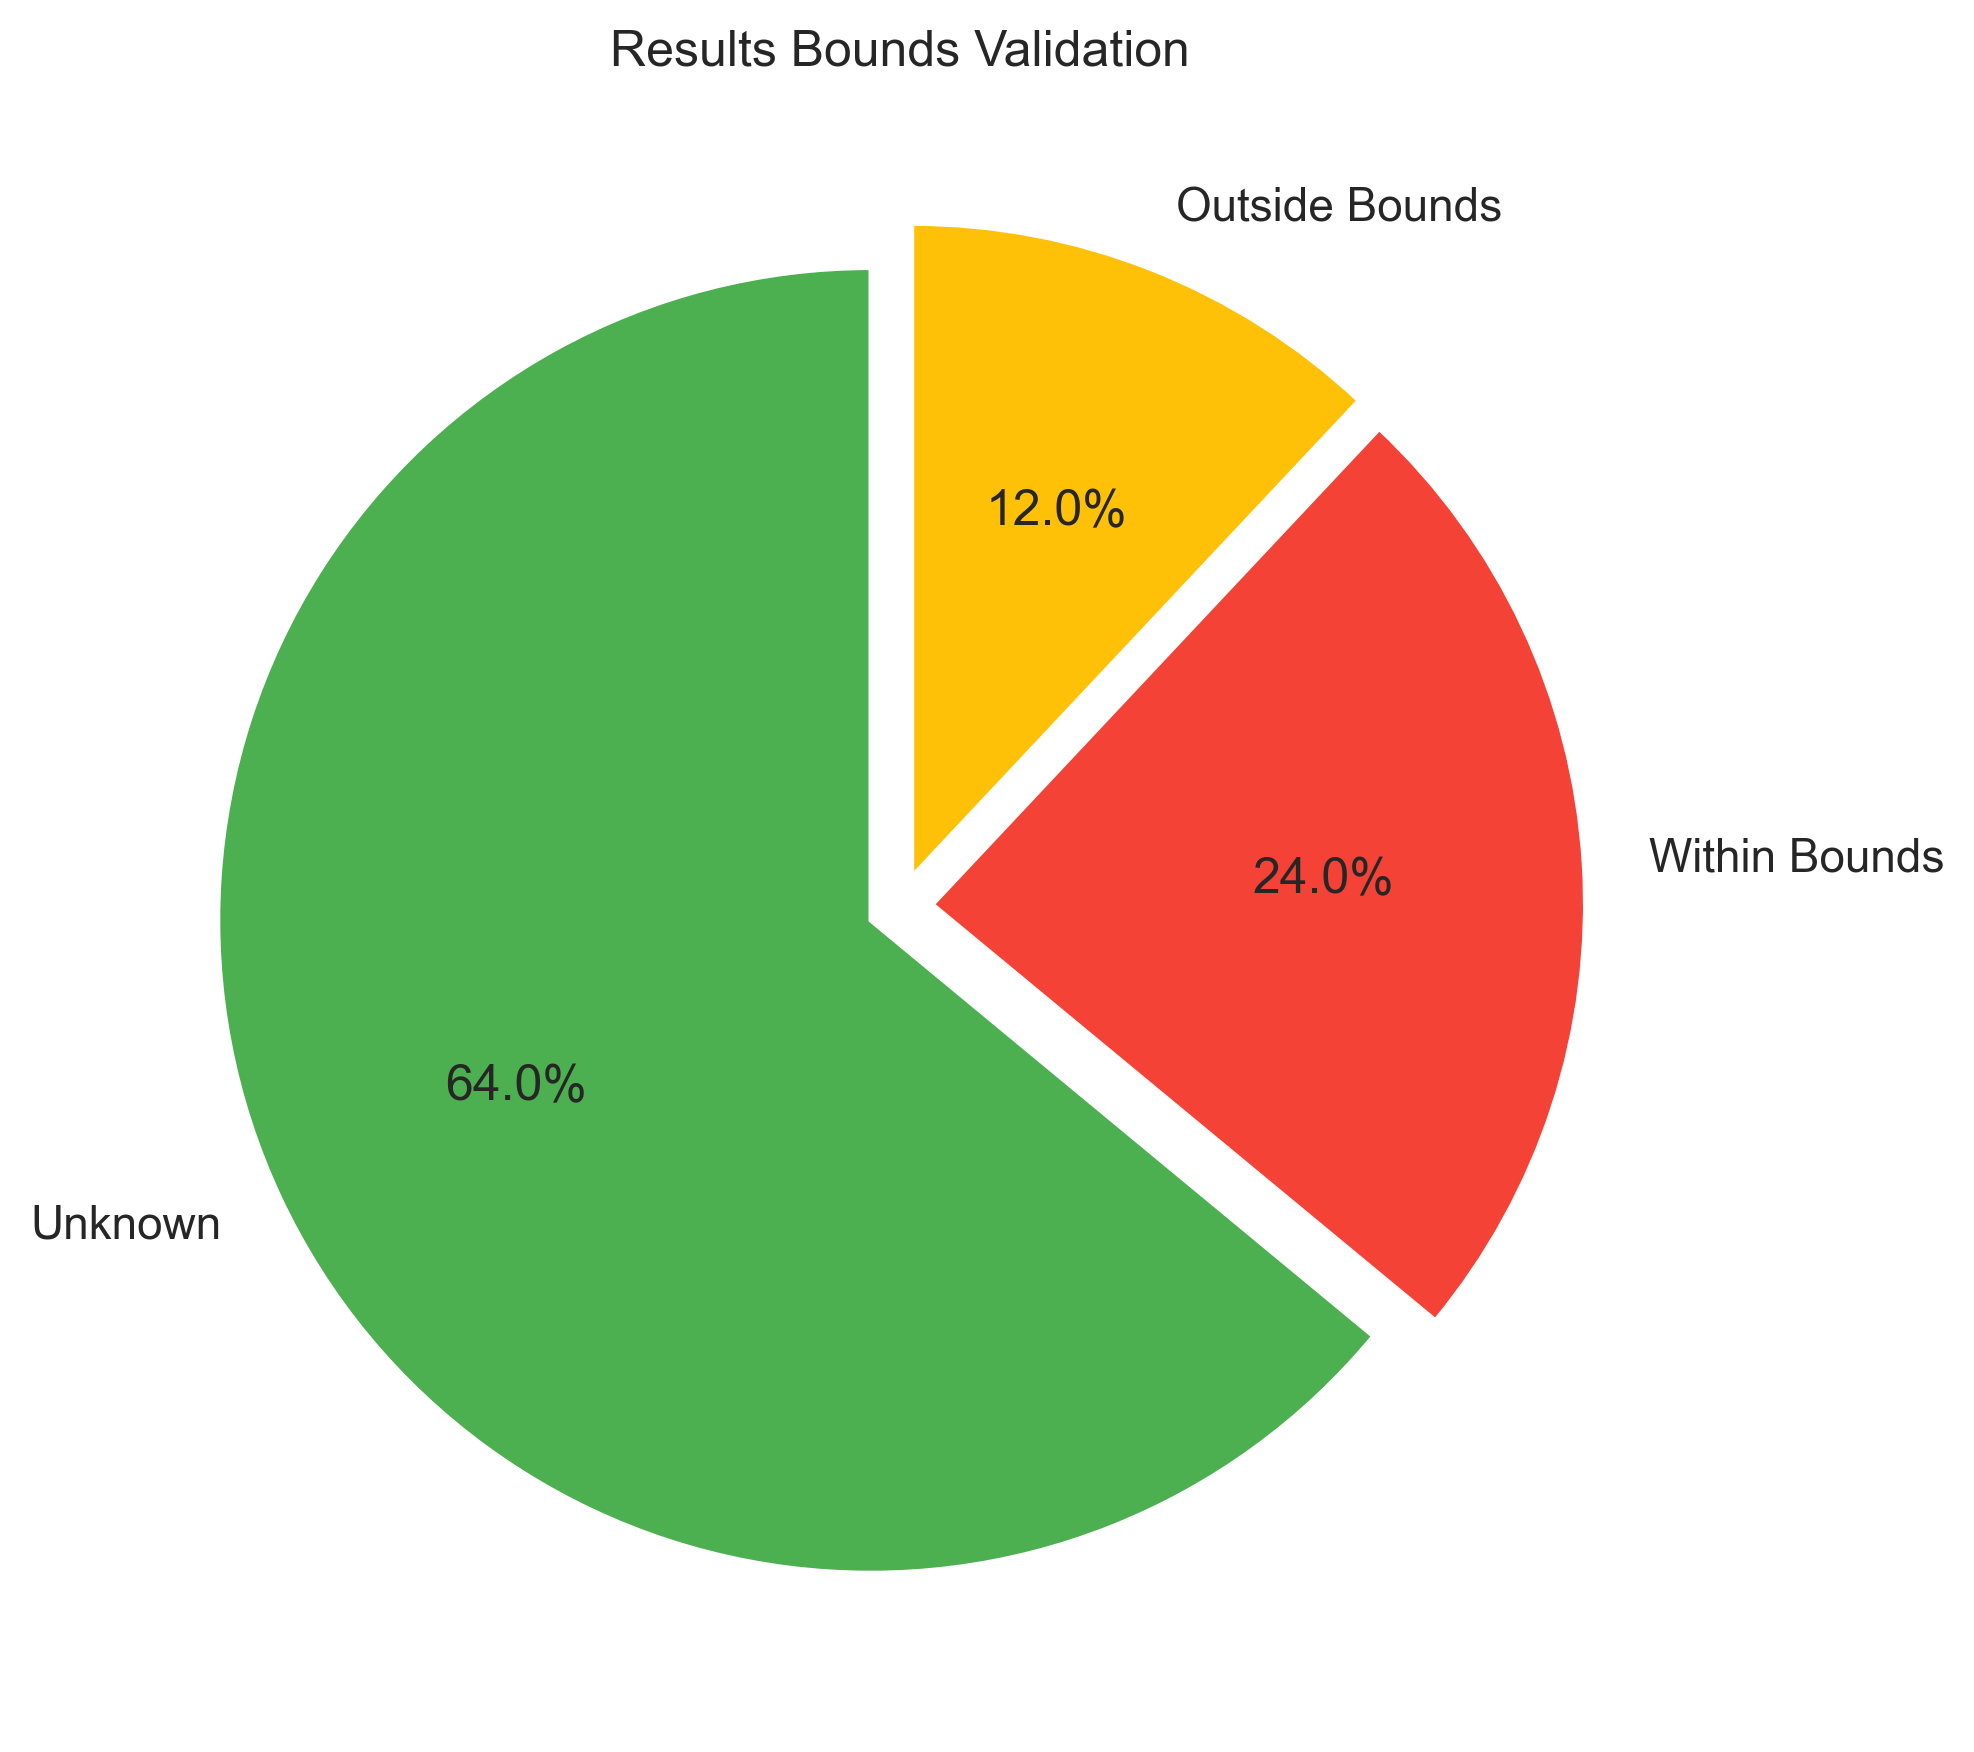 Results Bounds Validation
Outside Bounds
12.0%
Within Bounds
24.0%
64.0%
Unknown